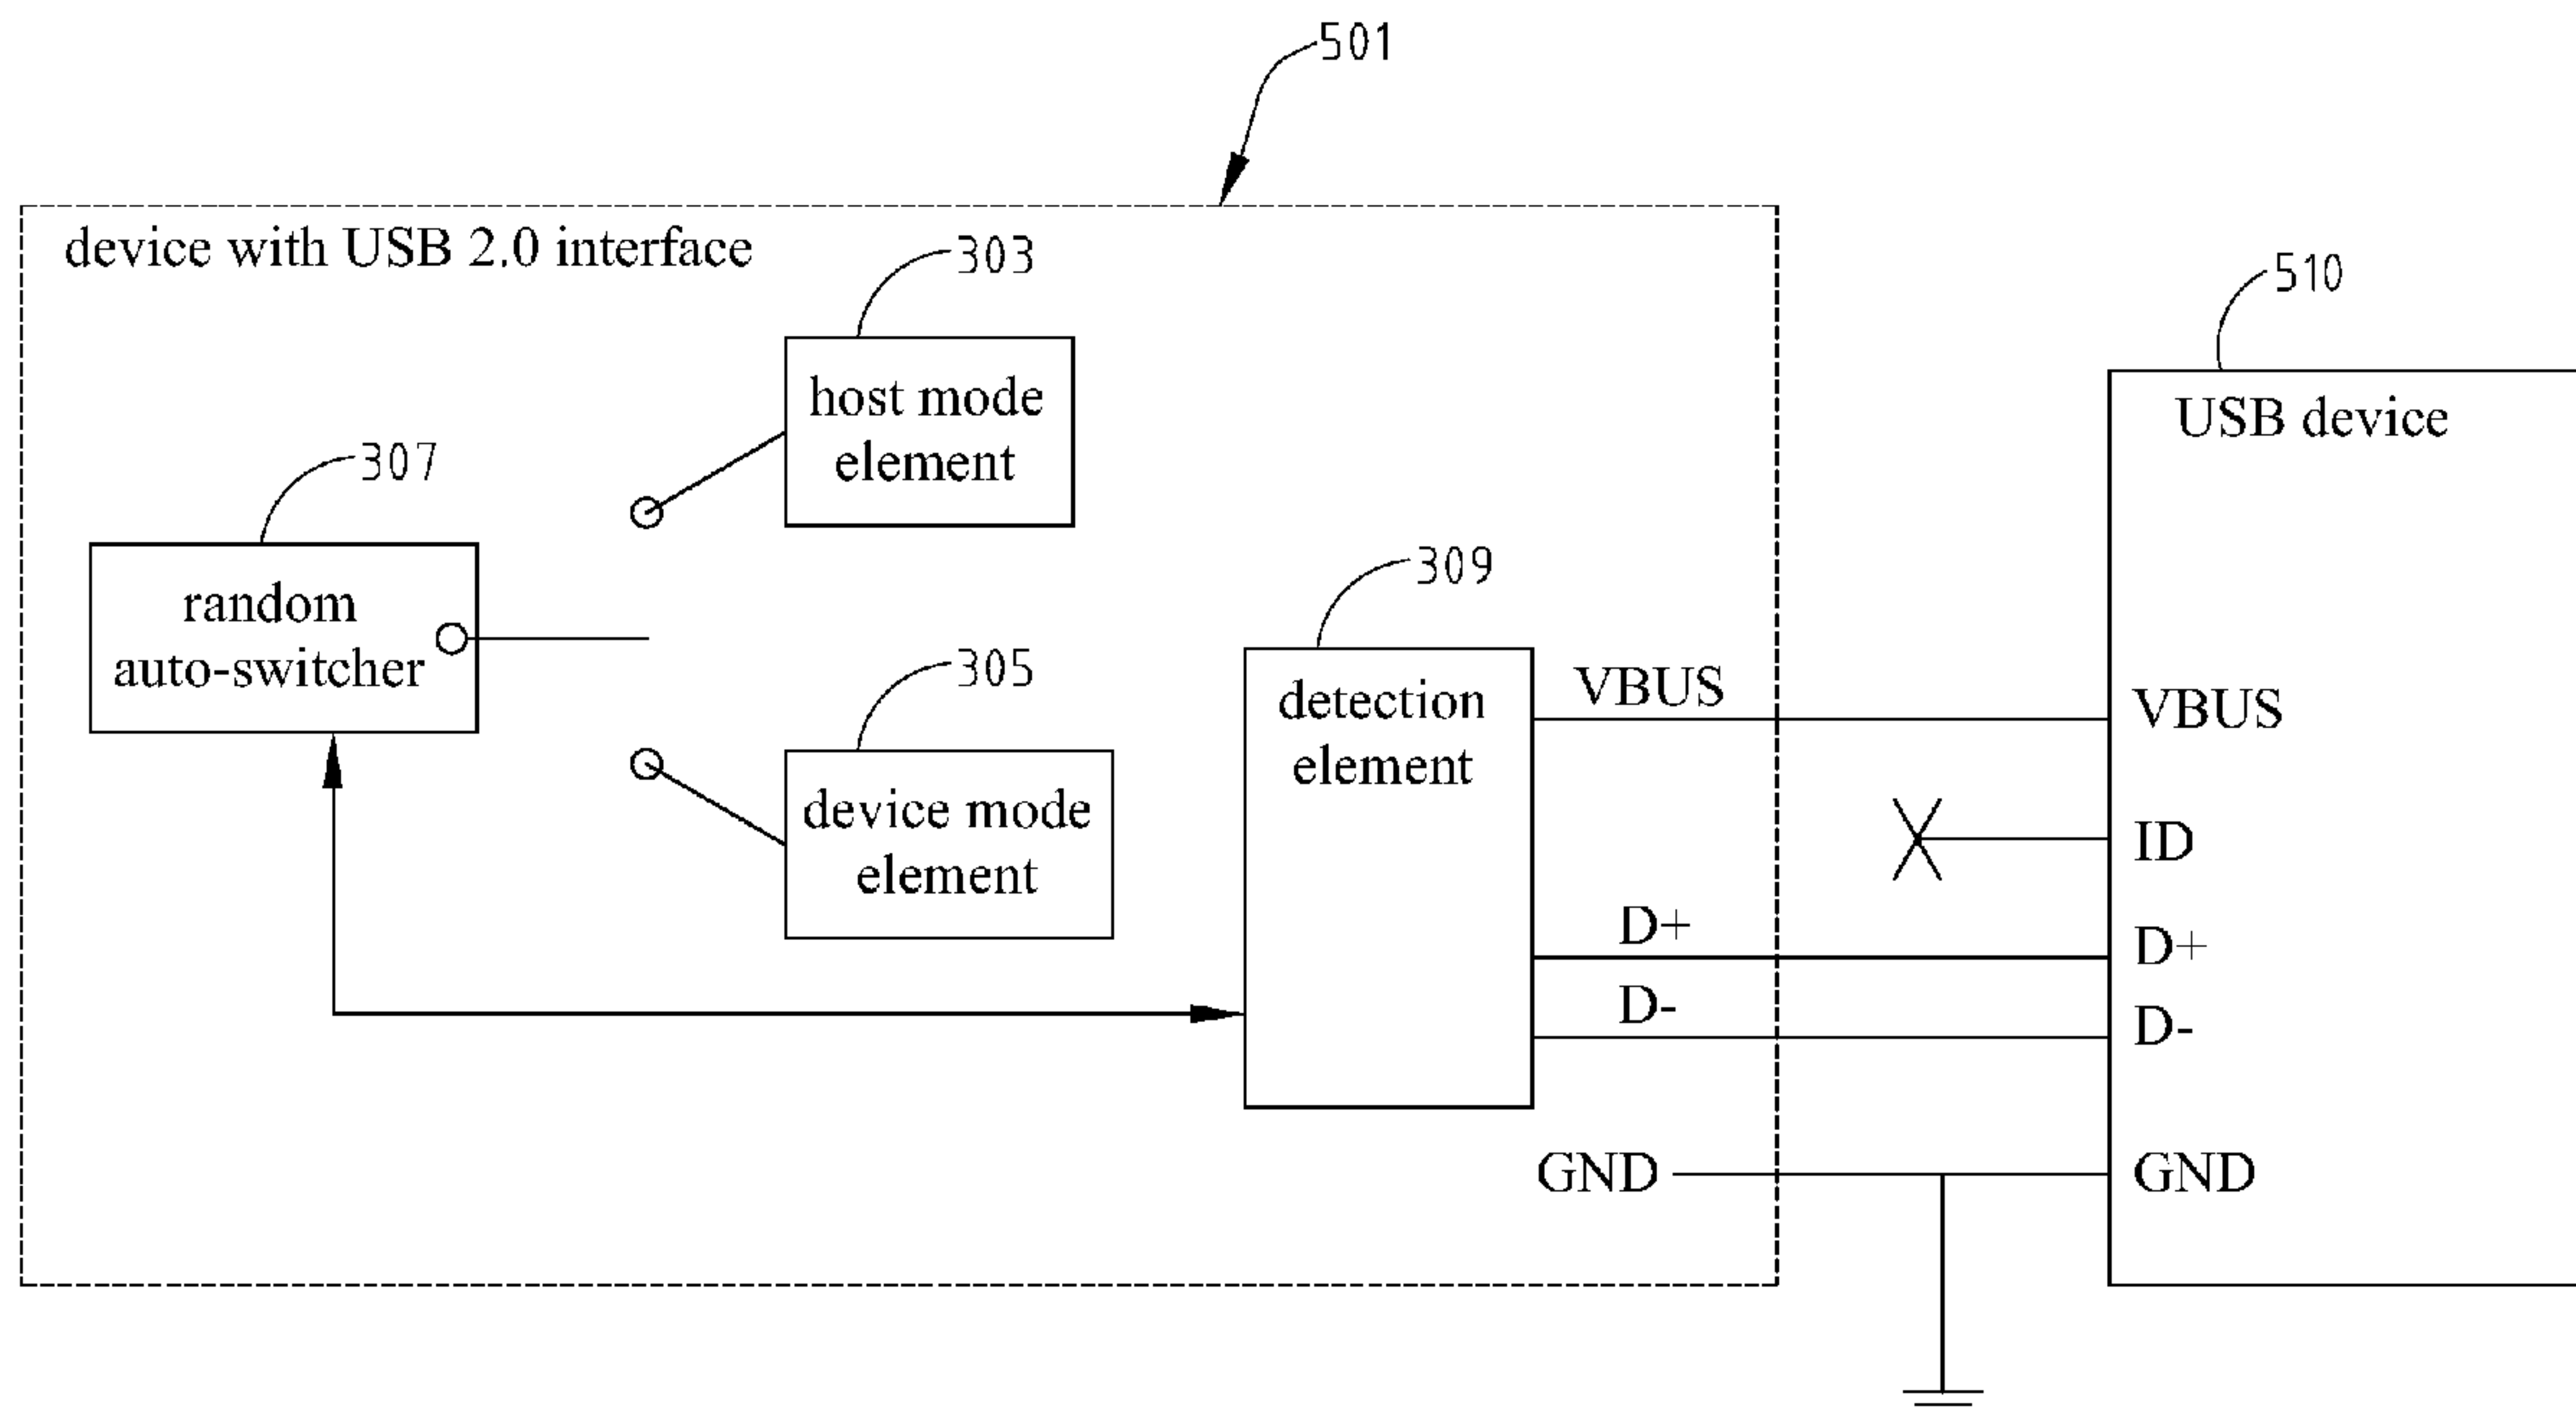 501
device with USB 2.0 interface
303
510
host mode
element
USB device
307
309
random
auto-switcher
305
detection
element
VBUS
VBUS
device mode
element
ID
D+
D+
D-
D-
GND
GND